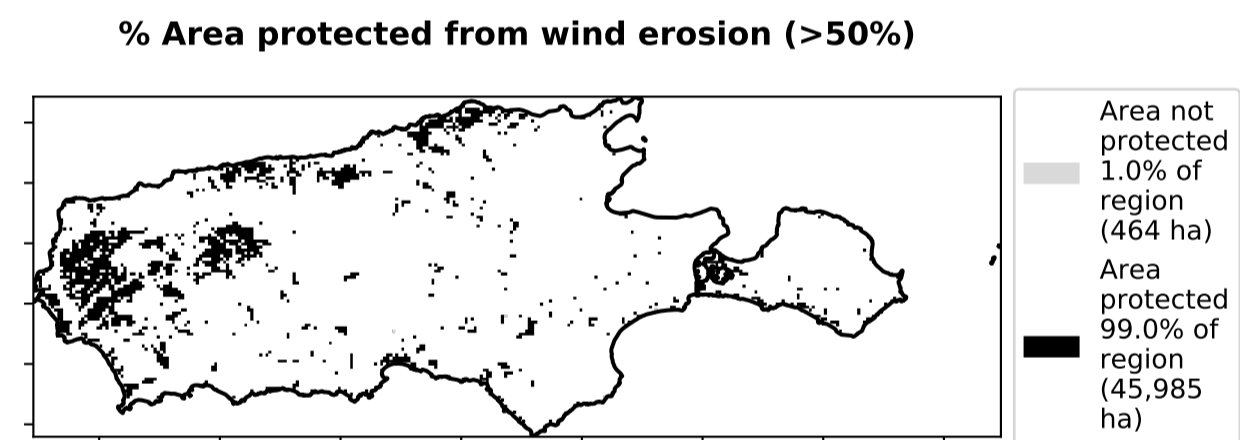 % Area protected from wind erosion (>50%)
Area not
protected
1.0% of
region
(464 ha)
Area
protected
99.0% of
region
(45,985
ha)